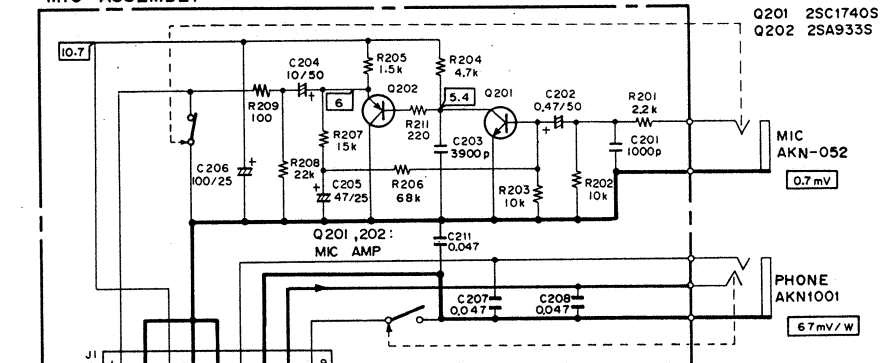 Q201 2SC1740S
Q202 2SA933S
10.7
C204
10/50
+
R205
1.5k
R204
4.7k
Q202
Q201
6
5.4
C202
0.47/50
+
R201
2.2k
R209
100
R211
220
R207
15k
C203
3900p
C201
1000p
MIC
AKN-052
0.7mV
C206
100/25
+
R208
22k
+
C205
47/25
R206
68k
R203
10k
R202
10k
Q201,202:
MIC AMP
C211
0.047
C207
0.047
C208
0.047
PHONE
AKN1001
67mV/W
J1